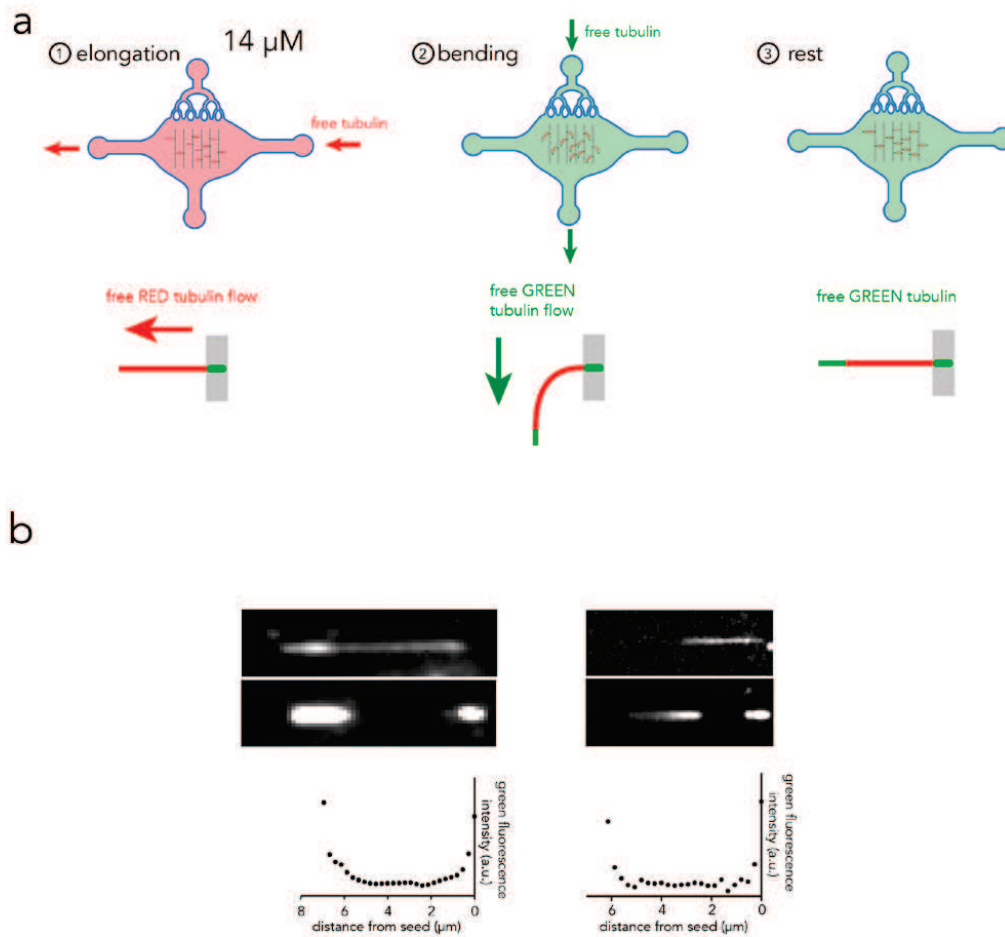 a
① elongation
14 µM
free tubulin
② bending
free tubulin
③ rest
free RED tubulin flow
free GREEN
tubulin flow
free GREEN tubulin
b
green fluorescence
intensity (a.u.)
8 6 4 2 0
distance from seed (µm)
green fluorescence
intensity (a.u.)
6 4 2 0
distance from seed (µm)